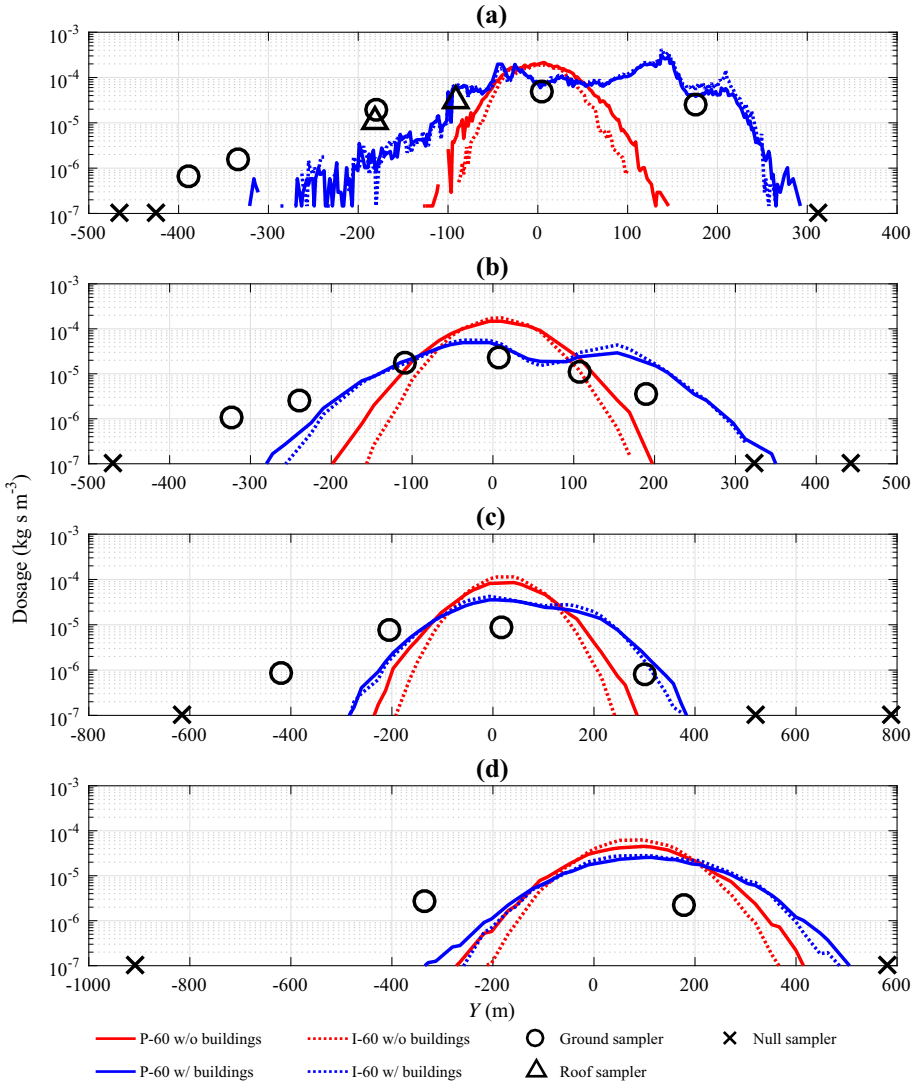 (a)
10^-3
10^-4
10^-5
10^-6
10^-7
-500 -400 -300 -200 -100 0 100 200 300 400
(b)
10^-3
10^-4
10^-5
10^-6
10^-7
-500 -400 -300 -200 -100 0 100 200 300 400 500
Dosage (kg s m^-3)
(c)
10^-3
10^-4
10^-5
10^-6
10^-7
-800 -600 -400 -200 0 200 400 600 800
(d)
10^-3
10^-4
10^-5
10^-6
10^-7
-1000 -800 -600 -400 -200 0 200 400 600
Y (m)
P-60 w/o buildings I-60 w/o buildings Ground sampler Null sampler
P-60 w/ buildings I-60 w/ buildings Roof sampler